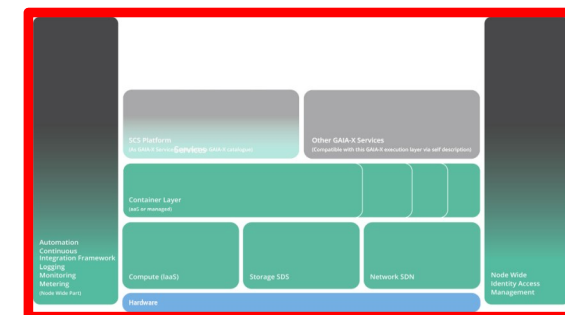 SCS Platform
Services
Other GAIA-X Services
(Compatible with this GAIA-X execution layer via self description)
Container Layer
(aaS or managed)
Automation
Continuous
Integration Framework
Logging
Monitoring
Metering
(Node Wide Part)
Compute (IaaS)
Storage SDS
Network SDN
Node Wide
Identity Access
Management
Hardware